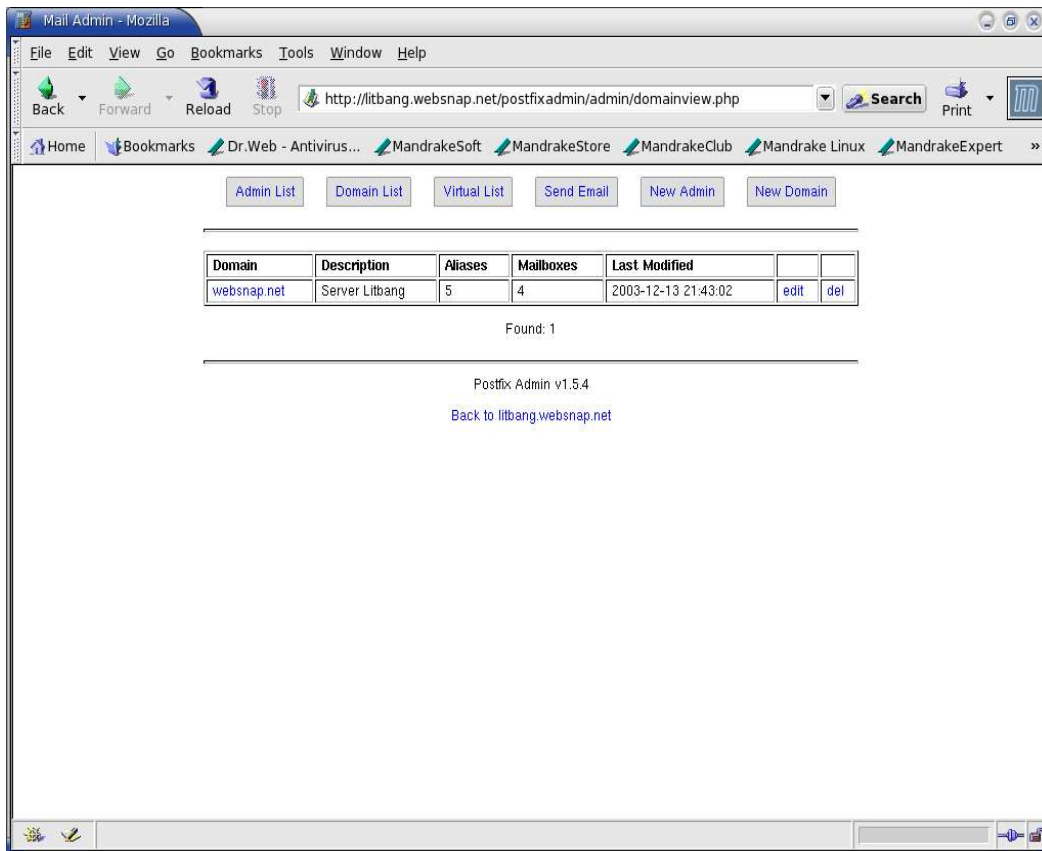 Mail Admin - Mozilla
File Edit View Go Bookmarks Tools Window Help
Back Forward Reload Stop http://litbang.websnap.net/postfixadmin/admin/domainview.php Search Print
Home Bookmarks Dr.Web - Antivirus... MandrakeSoft MandrakeStore MandrakeClub Mandrake Linux MandrakeExpert »
Admin List Domain List Virtual List Send Email New Admin New Domain
Domain Description Aliases Mailboxes Last Modified
websnap.net Server Litbang 5 4 2003-12-13 21:43:02 edit del
Found: 1
Postfix Admin v1.5.4
Back to litbang.websnap.net